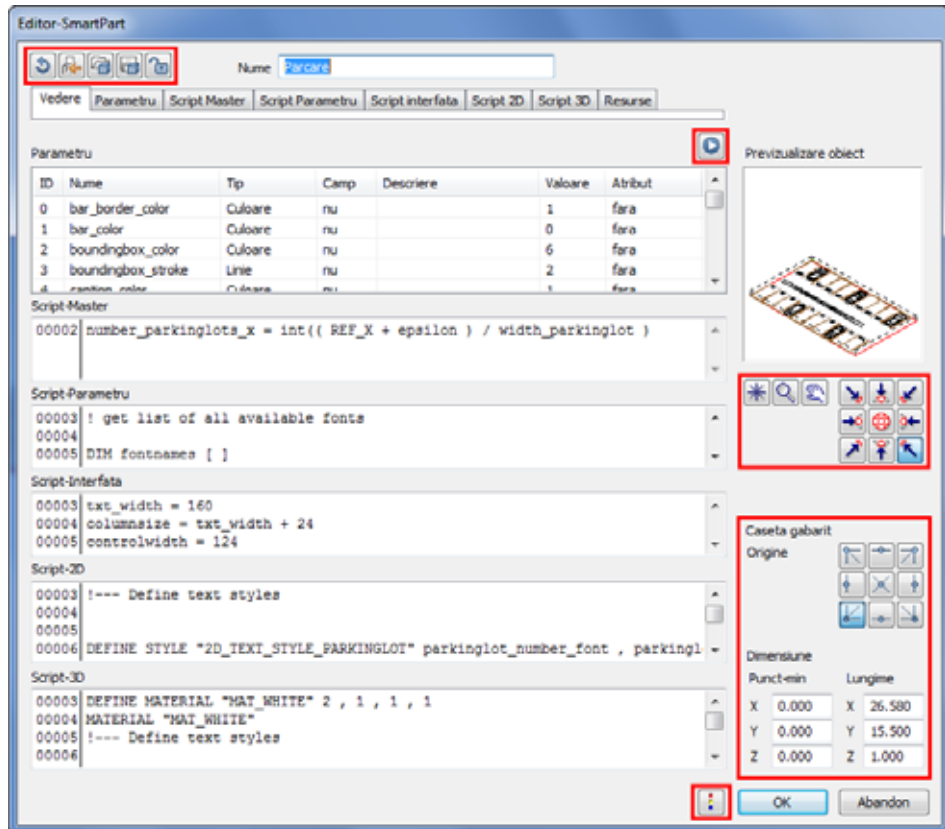 Editor-SmartPart
Nume Parcare
Vedere Parametru Script Master Script Parametru Script interfata Script 2D Script 3D Resurse
Parametru
Previzualizare obiect
ID Nume Tip Camp Descriere Valoare Atribut
0 bar_border_color Culoare nu 1 fara
1 bar_color Culoare nu 0 fara
2 boundingbox_color Culoare nu 6 fara
3 boundingbox_stroke Linie nu 2 fara
4 caption_color Culoare nu 1 fara
Script-Master
00002 number_parkinglots_x = int(( REF_X + epsilon ) / width_parkinglot )
Script-Parametru
00003 ! get list of all available fonts
00004
00005 DIM fontnames [ ]
Script-Interfata
00003 txt_width = 160
00004 columnsize = txt_width + 24
00005 controlwidth = 124
Script-2D
00003 !--- Define text styles
00004
00005
00006 DEFINE STYLE "2D_TEXT_STYLE_PARKINGLOT" parkinglot_number_font , parkingl
Script-3D
00003 DEFINE MATERIAL "MAT_WHITE" 2 , 1 , 1 , 1
00004 MATERIAL "MAT_WHITE"
00005 !--- Define text styles
00006
Caseta gabarit
Origine
Dimensiune
Punct-min Lungime
X 0.000 X 26.580
Y 0.000 Y 15.500
Z 0.000 Z 1.000
OK Abandon